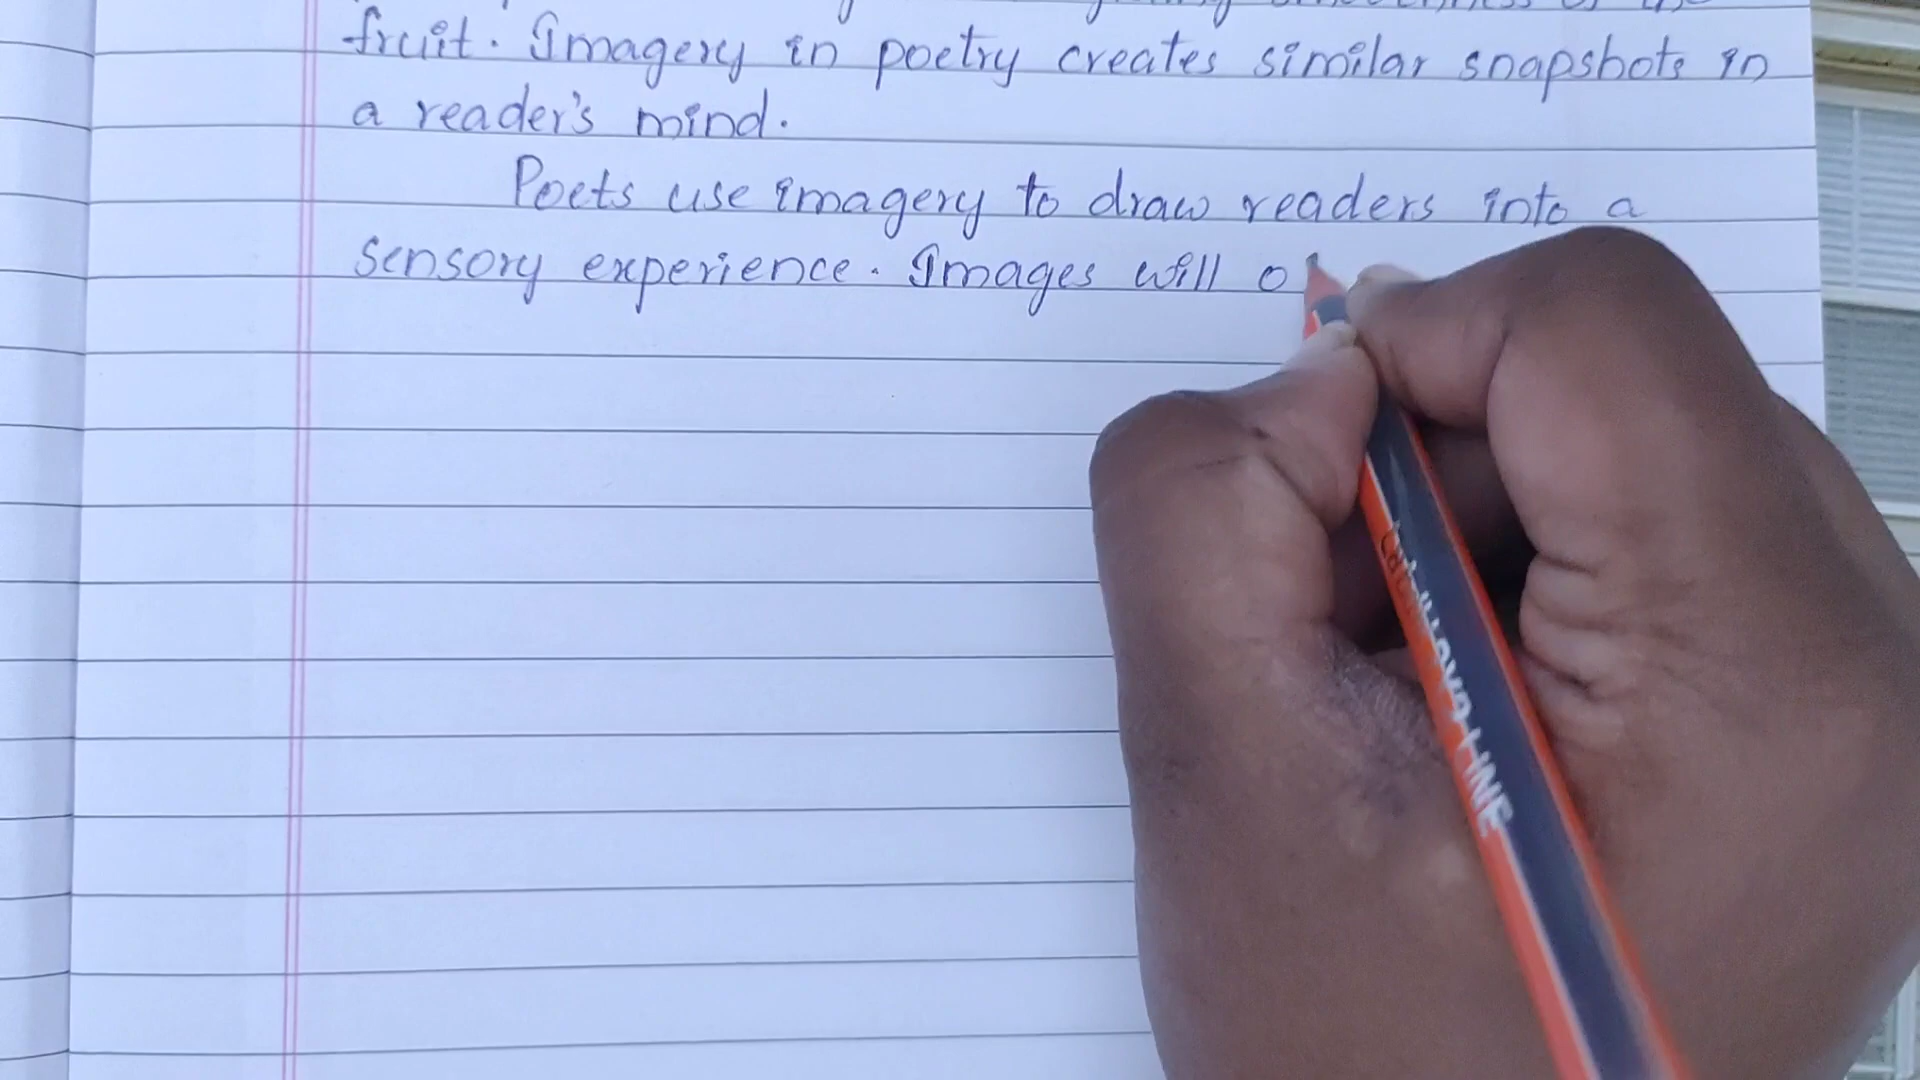 fruit. Imagery in poetry creates similar snapshots in
a reader's mind.
Poets use imagery to draw readers into a
sensory experience. Images will o
LINE